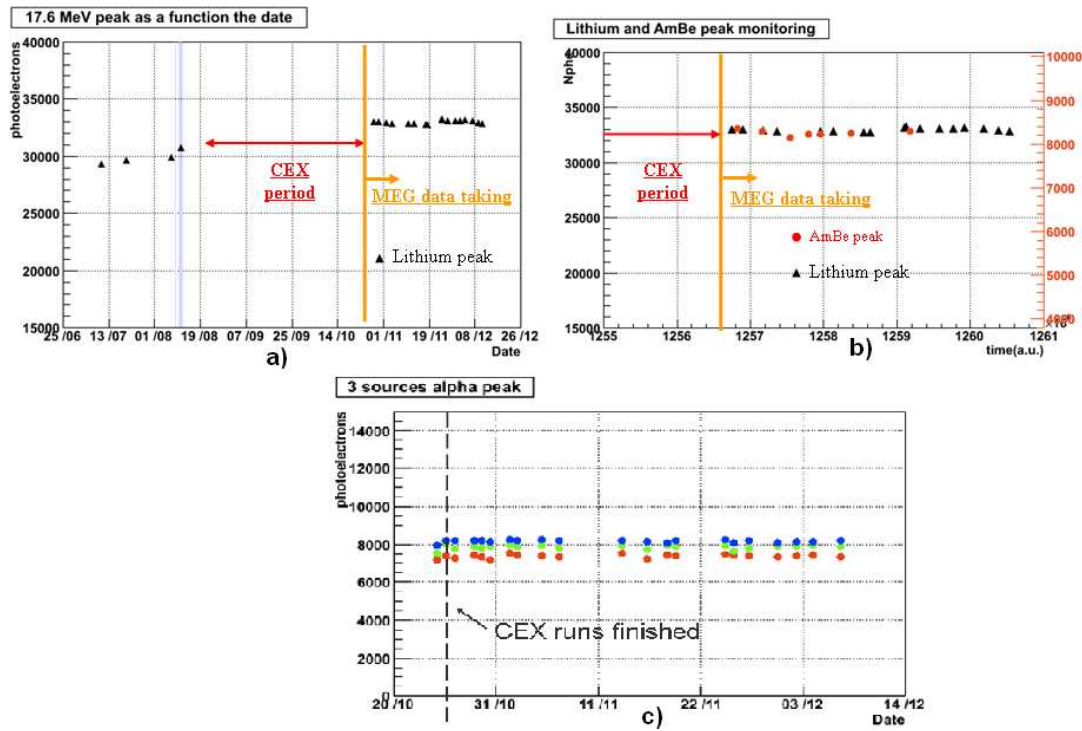 17.6 MeV peak as a function the date
photoelectrons
40000
35000
30000
25000
20000
15000
CEX
period
MEG data taking
Lithium peak
25 /06
13/07
01/08
19/08
07/09
25/09
14 /10
01 /11
19 /11
08 /12
26 /12
Date
a)
Lithium and AmBe peak monitoring
Nphe
40000
35000
30000
25000
20000
15000
10000
9000
8000
7000
6000
5000
4000
CEX
period
MEG data taking
AmBe peak
Lithium peak
1255
1256
1257
1258
1259
1260
1261
time(a.u.)
b)
3 sources alpha peak
photoelectrons
14000
12000
10000
8000
6000
4000
2000
0
CEX runs finished
20 /10
31 /10
11 /11
22 /11
03 /12
14 /12
Date
c)